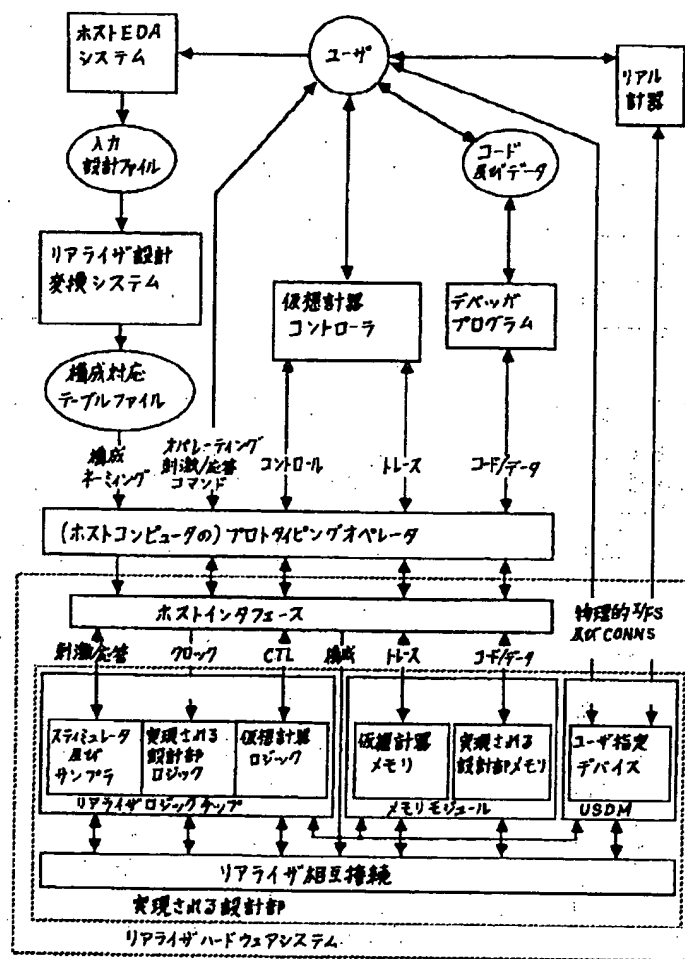 ホストEDA
システム
ユーザ
リアル
計器
入力
設計ファイル
コード
及びデータ
リアライザ設計
変換システム
仮想計器
コントローラ
デバッガ
プログラム
構成対応
テーブルファイル
構成
ネーミング
オペレーティング
刺激/応答
コマンド
コントロール
トレース
コード/データ
(ホストコンピュータの)プロトタイピングオペレータ
ホストインタフェース
物理的I/FS
及びCONNS
刺激/応答
クロック
CTL
構成
トレース
コード/データ
スティミュレータ
及び
サンプラ
実現される
設計部
ロジック
仮想計器
ロジック
仮想計器
メモリ
実現される
設計部メモリ
ユーザ指定
デバイス
リアライザロジックチップ
メモリモジュール
USDM
リアライザ相互接続
実現される設計部
リアライザハードウェアシステム